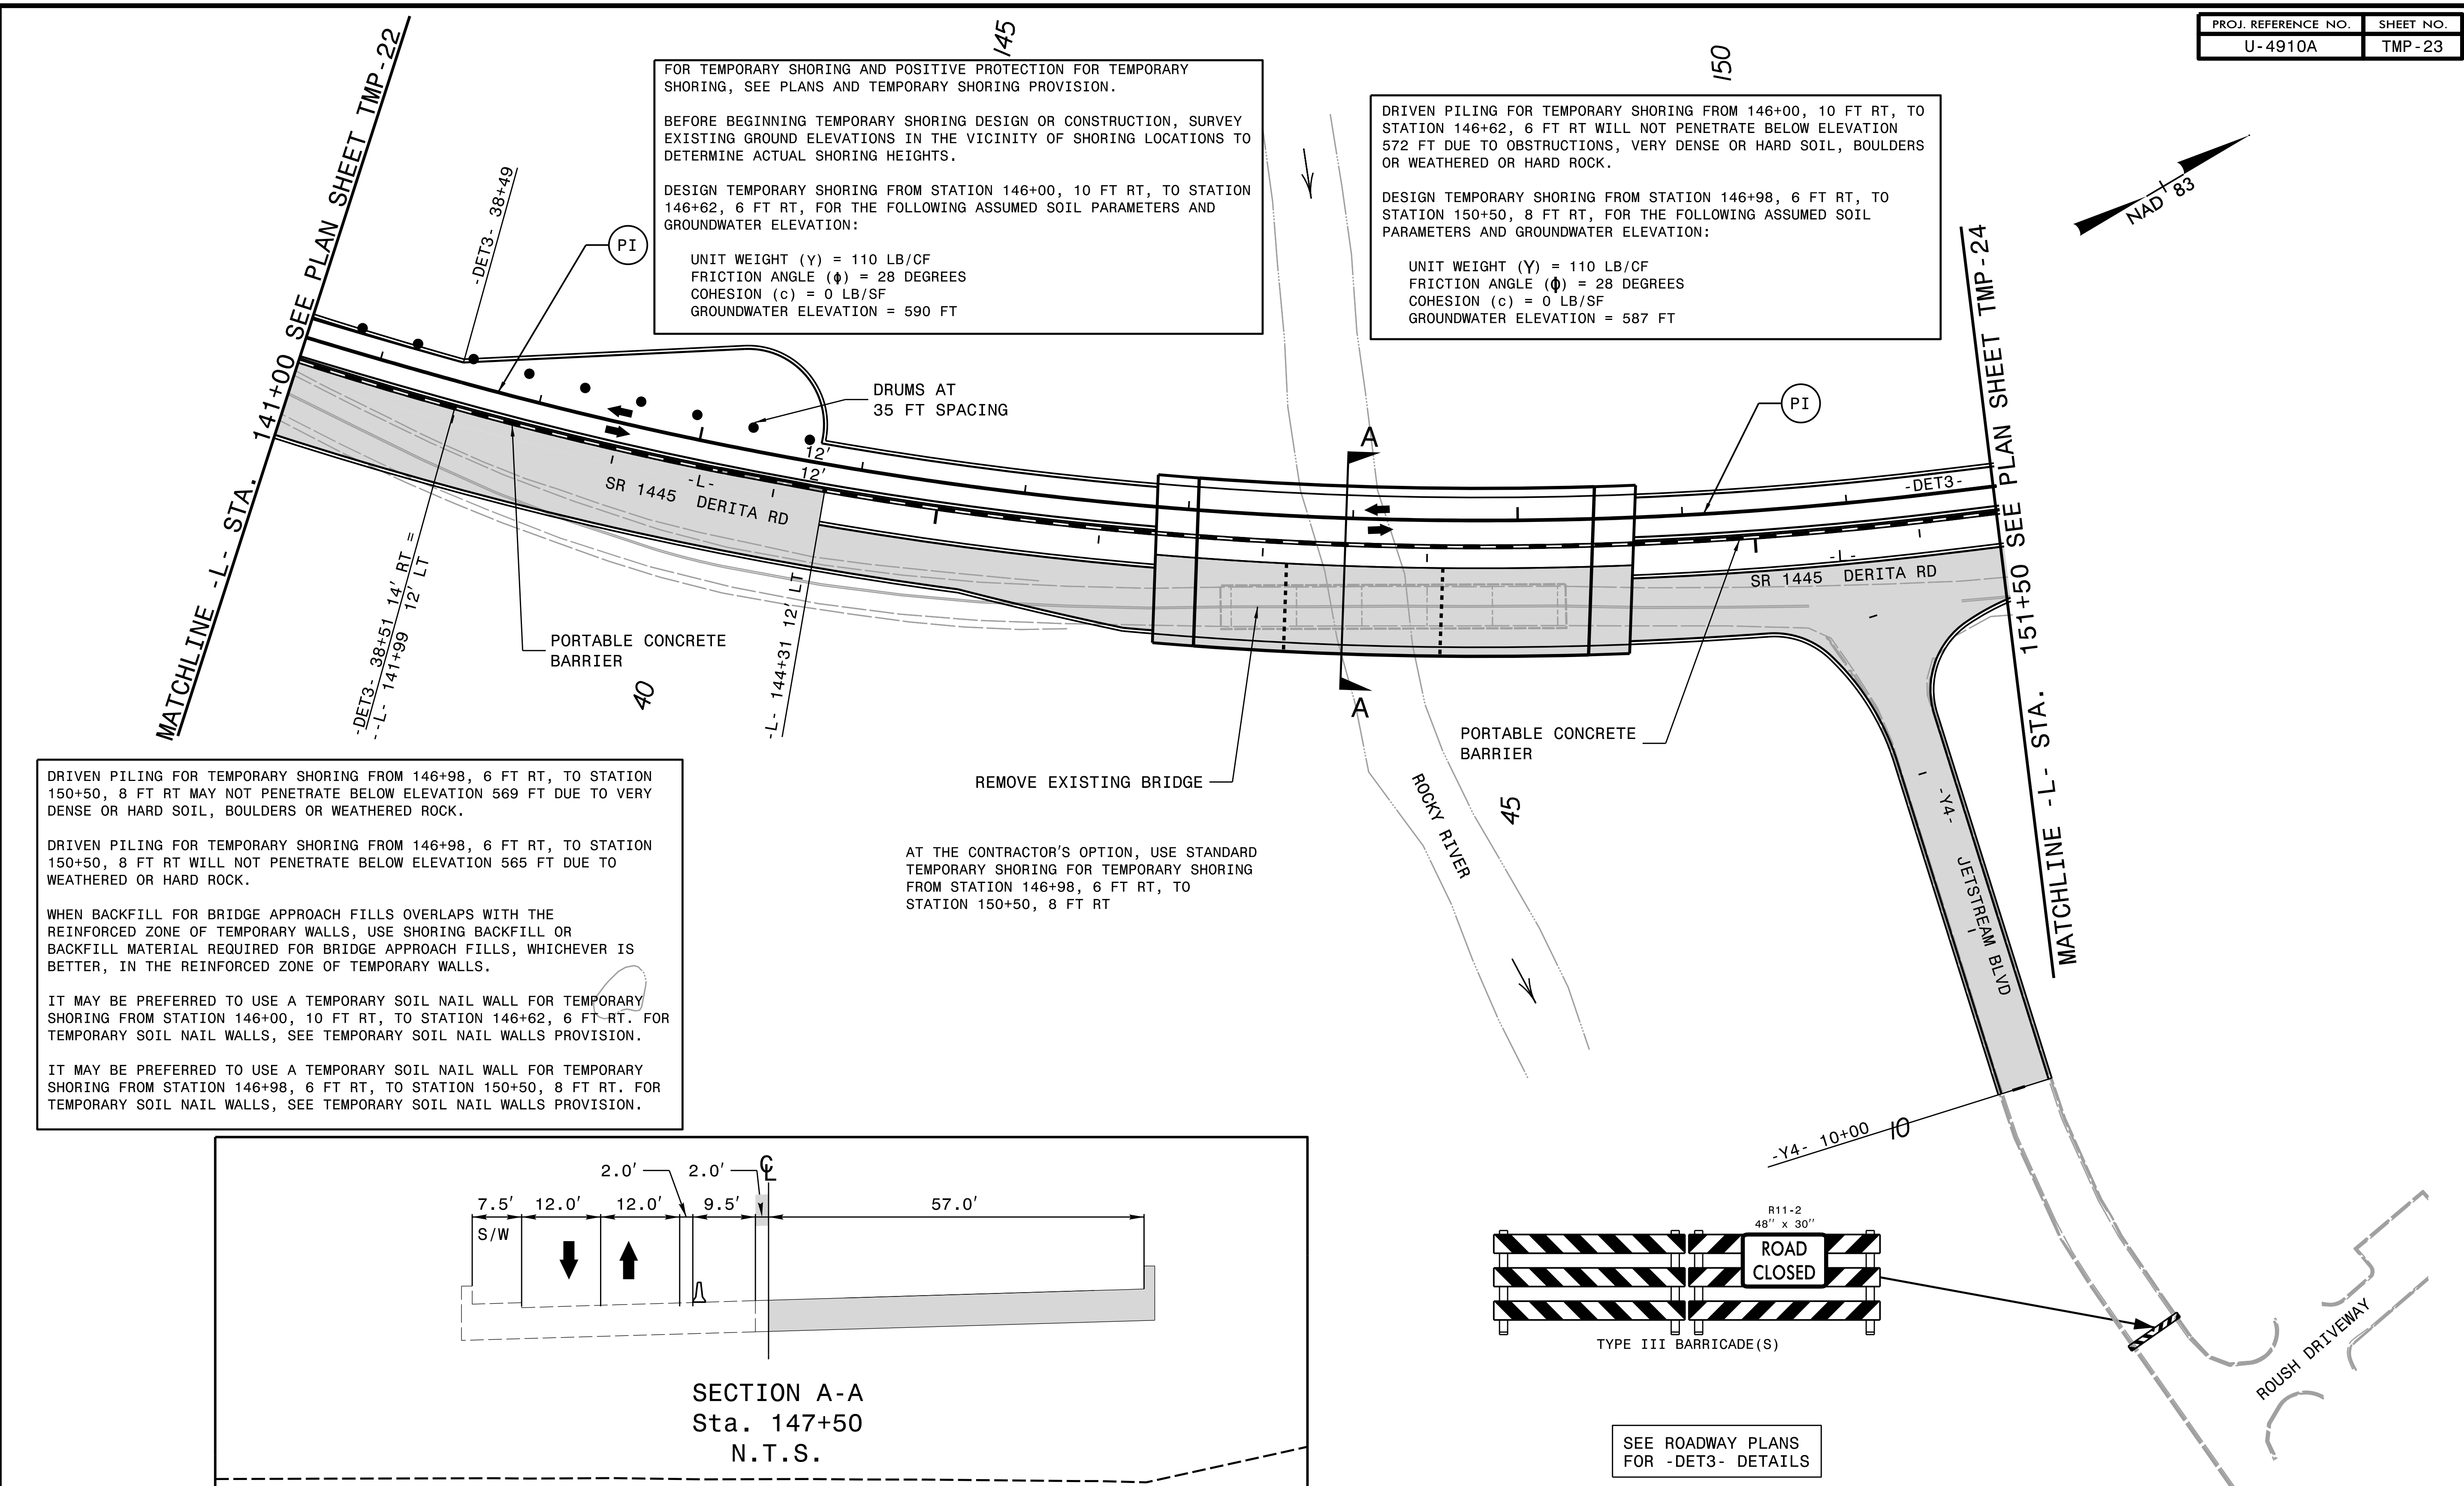 PROJ. REFERENCE NO.
SHEET NO.
U-4910A
TMP-23
145
150
FOR TEMPORARY SHORING AND POSITIVE PROTECTION FOR TEMPORARY
SHORING, SEE PLANS AND TEMPORARY SHORING PROVISION.
BEFORE BEGINNING TEMPORARY SHORING DESIGN OR CONSTRUCTION, SURVEY
EXISTING GROUND ELEVATIONS IN THE VICINITY OF SHORING LOCATIONS TO
DETERMINE ACTUAL SHORING HEIGHTS.
DESIGN TEMPORARY SHORING FROM STATION 146+00, 10 FT RT, TO STATION
146+62, 6 FT RT, FOR THE FOLLOWING ASSUMED SOIL PARAMETERS AND
GROUNDWATER ELEVATION:
UNIT WEIGHT (γ) = 110 LB/CF
FRICTION ANGLE (φ) = 28 DEGREES
COHESION (c) = 0 LB/SF
GROUNDWATER ELEVATION = 590 FT
DRIVEN PILING FOR TEMPORARY SHORING FROM 146+00, 10 FT RT, TO
STATION 146+62, 6 FT RT WILL NOT PENETRATE BELOW ELEVATION
572 FT DUE TO OBSTRUCTIONS, VERY DENSE OR HARD SOIL, BOULDERS
OR WEATHERED OR HARD ROCK.
DESIGN TEMPORARY SHORING FROM STATION 146+98, 6 FT RT, TO
STATION 150+50, 8 FT RT, FOR THE FOLLOWING ASSUMED SOIL
PARAMETERS AND GROUNDWATER ELEVATION:
UNIT WEIGHT (γ) = 110 LB/CF
FRICTION ANGLE (φ) = 28 DEGREES
COHESION (c) = 0 LB/SF
GROUNDWATER ELEVATION = 587 FT
NAD 83
MATCHLINE -L- STA. 141+00 SEE PLAN SHEET TMP-22
-DET3- 38+49
PI
DRUMS AT
35 FT SPACING
12'
12'
-L-
SR 1445 DERITA RD
-DET3- 38+51 14' RT =
--L- 141+99 12' LT
PORTABLE CONCRETE
BARRIER
40
-L- 144+31 12' LT
A
A
PI
-DET3-
-L-
SR 1445 DERITA RD
MATCHLINE -L- STA. 151+50 SEE PLAN SHEET TMP-24
PORTABLE CONCRETE
BARRIER
REMOVE EXISTING BRIDGE
ROCKY RIVER
45
-Y4- JETSTREAM BLVD
AT THE CONTRACTOR'S OPTION, USE STANDARD
TEMPORARY SHORING FOR TEMPORARY SHORING
FROM STATION 146+98, 6 FT RT, TO
STATION 150+50, 8 FT RT
DRIVEN PILING FOR TEMPORARY SHORING FROM 146+98, 6 FT RT, TO STATION
150+50, 8 FT RT MAY NOT PENETRATE BELOW ELEVATION 569 FT DUE TO VERY
DENSE OR HARD SOIL, BOULDERS OR WEATHERED ROCK.
DRIVEN PILING FOR TEMPORARY SHORING FROM 146+98, 6 FT RT, TO STATION
150+50, 8 FT RT WILL NOT PENETRATE BELOW ELEVATION 565 FT DUE TO
WEATHERED OR HARD ROCK.
WHEN BACKFILL FOR BRIDGE APPROACH FILLS OVERLAPS WITH THE
REINFORCED ZONE OF TEMPORARY WALLS, USE SHORING BACKFILL OR
BACKFILL MATERIAL REQUIRED FOR BRIDGE APPROACH FILLS, WHICHEVER IS
BETTER, IN THE REINFORCED ZONE OF TEMPORARY WALLS.
IT MAY BE PREFERRED TO USE A TEMPORARY SOIL NAIL WALL FOR TEMPORARY
SHORING FROM STATION 146+00, 10 FT RT, TO STATION 146+62, 6 FT RT. FOR
TEMPORARY SOIL NAIL WALLS, SEE TEMPORARY SOIL NAIL WALLS PROVISION.
IT MAY BE PREFERRED TO USE A TEMPORARY SOIL NAIL WALL FOR TEMPORARY
SHORING FROM STATION 146+98, 6 FT RT, TO STATION 150+50, 8 FT RT. FOR
TEMPORARY SOIL NAIL WALLS, SEE TEMPORARY SOIL NAIL WALLS PROVISION.
-Y4- 10+00
10
2.0' 2.0' ℄
7.5' 12.0' 12.0' 9.5' 57.0'
S/W
SECTION A-A
Sta. 147+50
N.T.S.
R11-2
48" x 30"
ROAD
CLOSED
TYPE III BARRICADE(S)
ROUSH DRIVEWAY
SEE ROADWAY PLANS
FOR -DET3- DETAILS